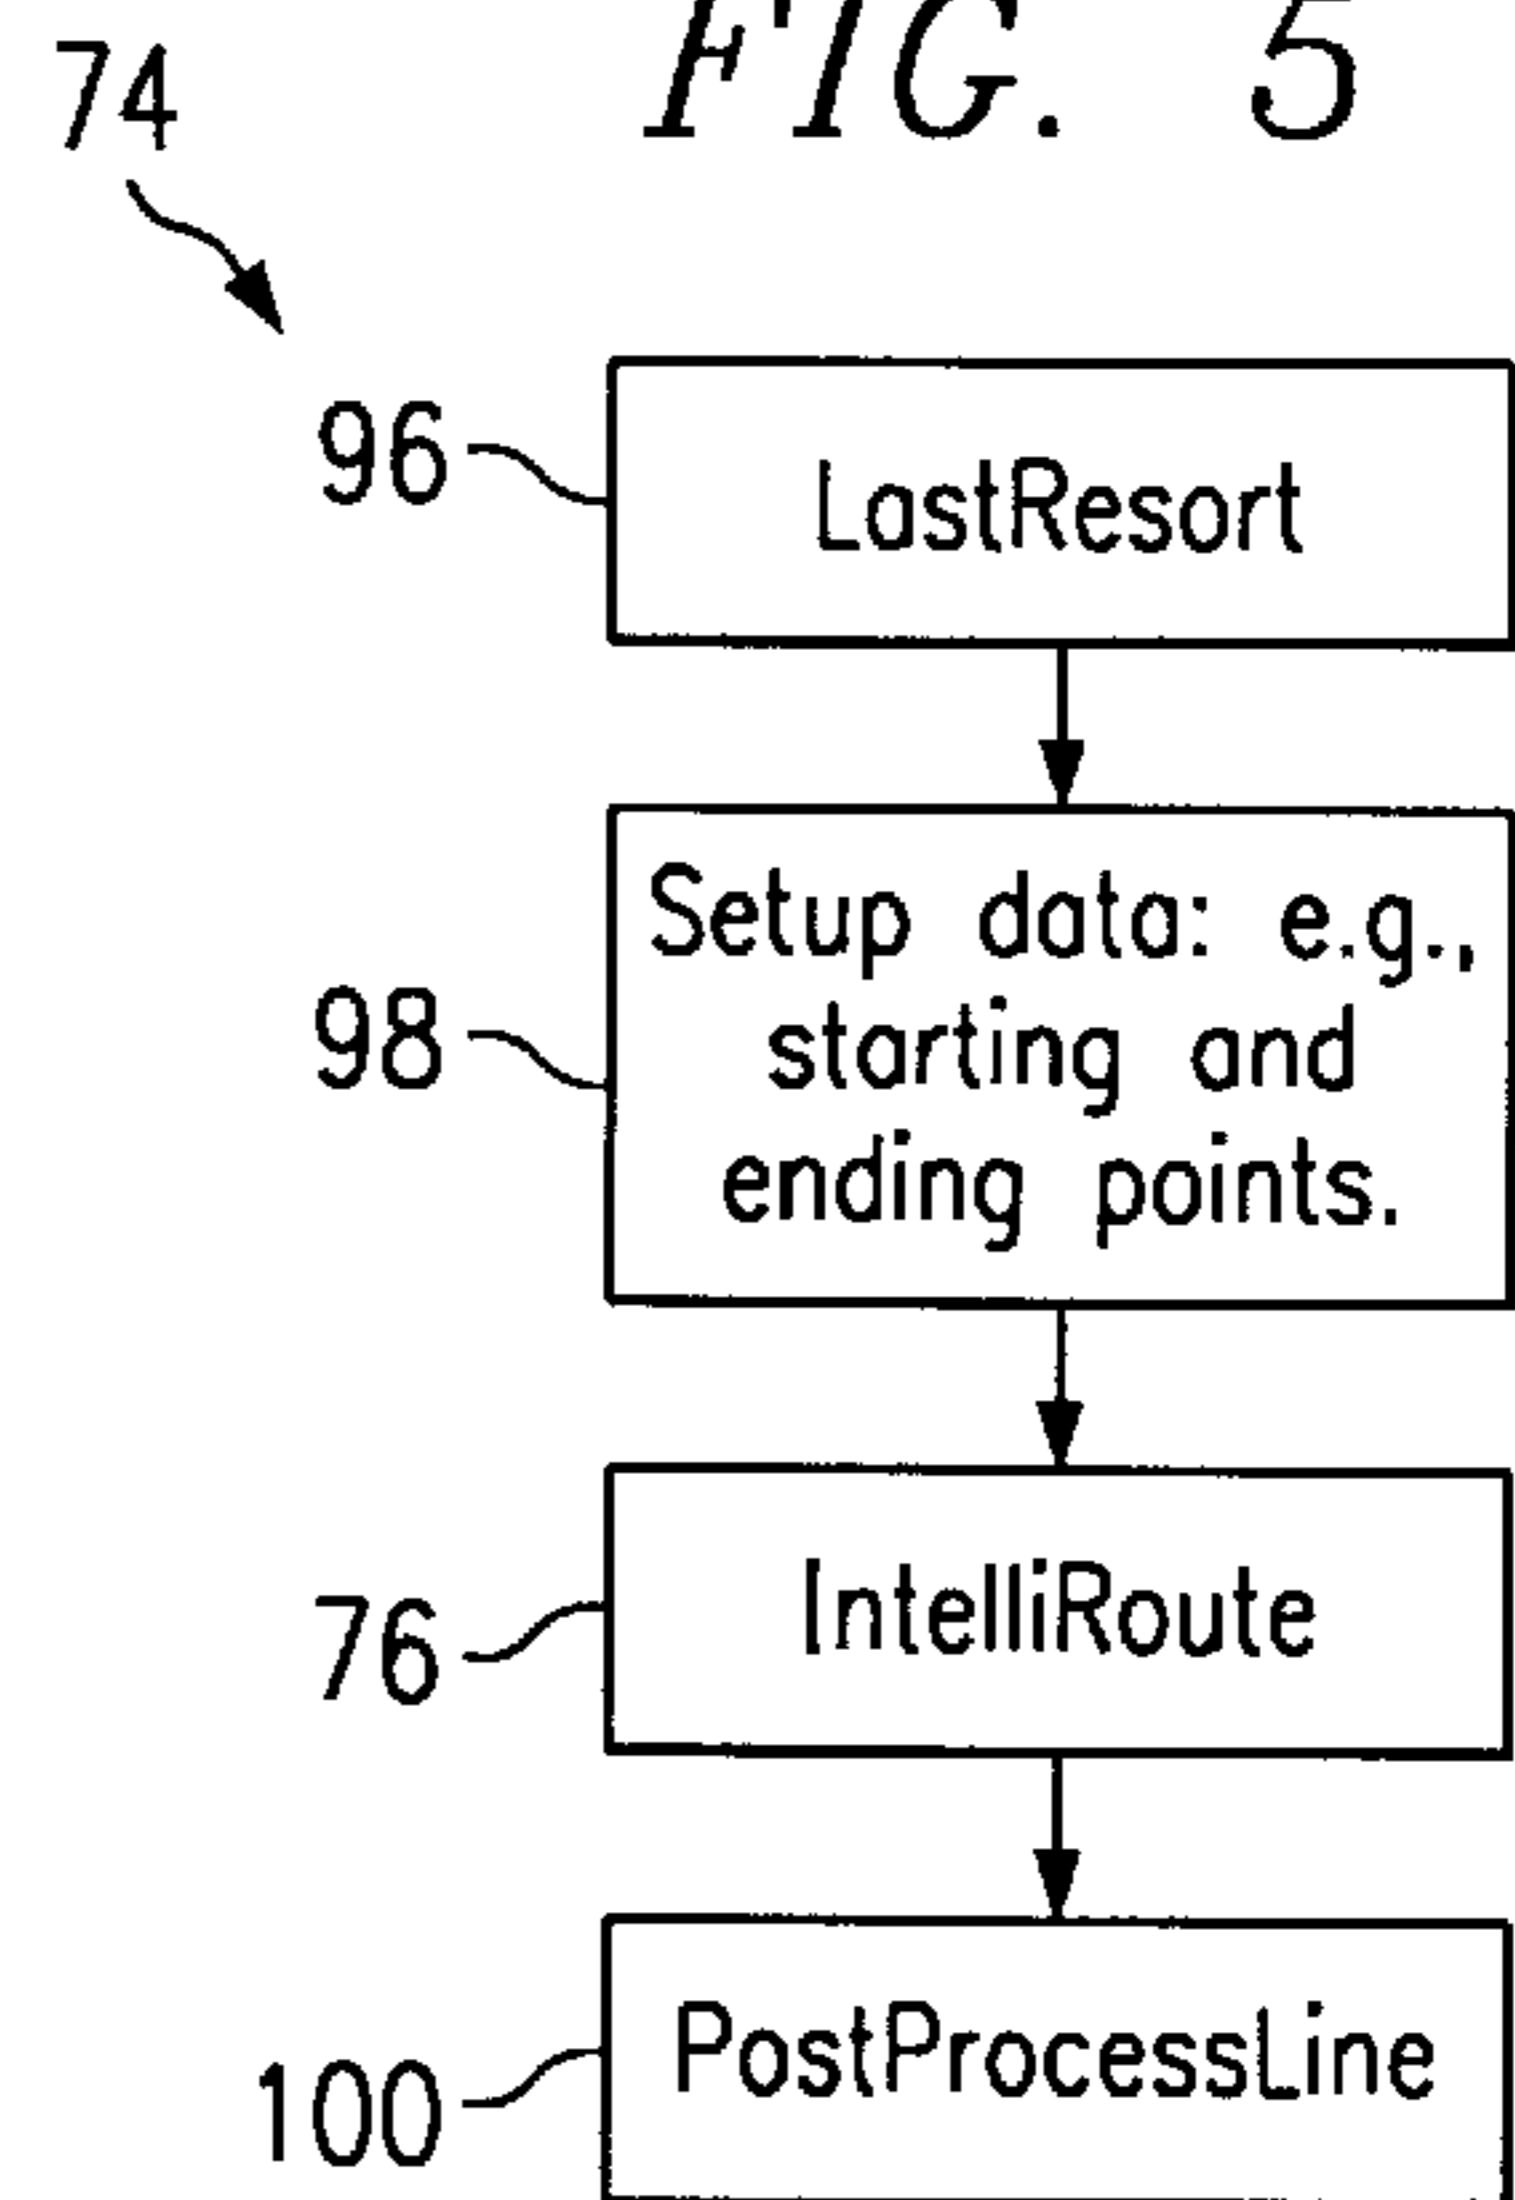 FIG. 5
74
96
LastResort
98
Setup data: e.g.,
starting and
ending points.
76
IntelliRoute
100
PostProcessLine